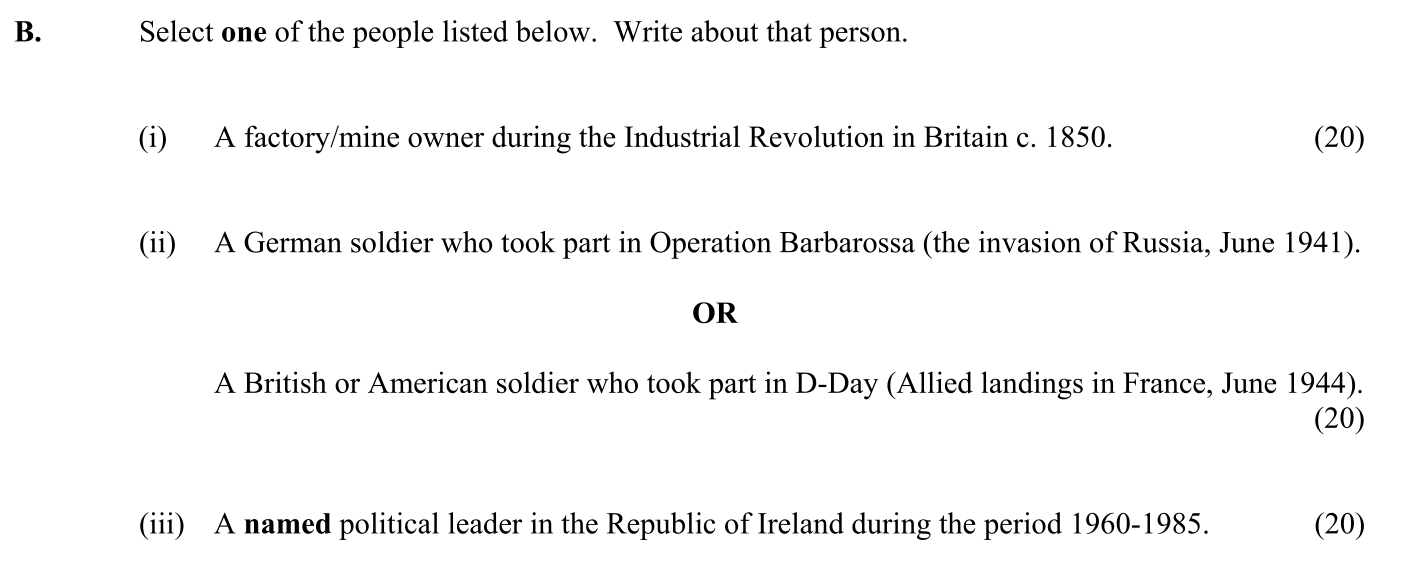 B. Select one of the people listed below. Write about that person.
(i) A factory/mine owner during the Industrial Revolution in Britain c. 1850. (20)
(ii) A German soldier who took part in Operation Barbarossa (the invasion of Russia, June 1941).
OR
A British or American soldier who took part in D-Day (Allied landings in France, June 1944).
(20)
(iii) A named political leader in the Republic of Ireland during the period 1960-1985. (20)